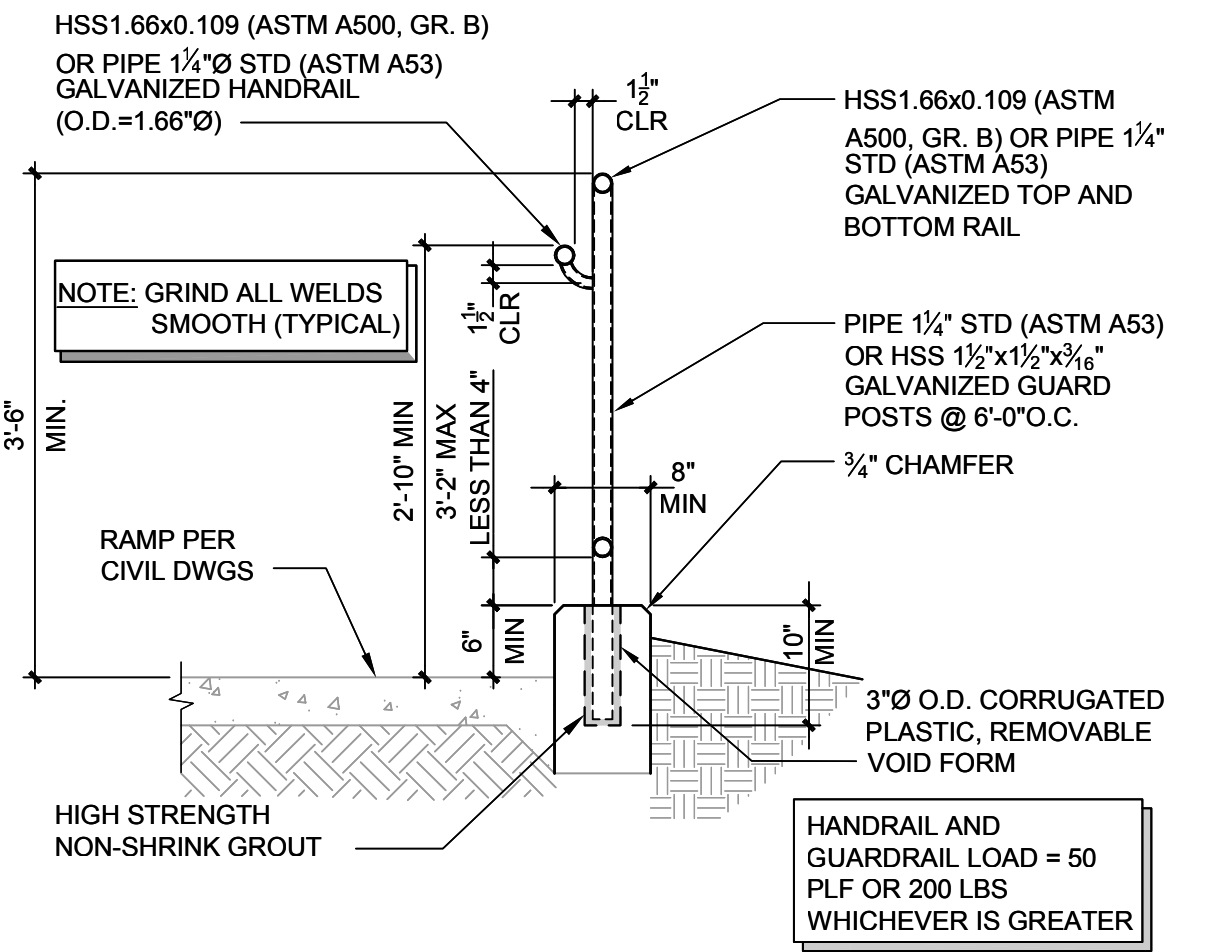 HSS1.66x0.109 (ASTM A500, GR. B)
OR PIPE 1¼"Ø STD (ASTM A53)
GALVANIZED HANDRAIL
(O.D.=1.66"Ø)
1½"
CLR
HSS1.66x0.109 (ASTM
A500, GR. B) OR PIPE 1¼"
STD (ASTM A53)
GALVANIZED TOP AND
BOTTOM RAIL
NOTE: GRIND ALL WELDS
SMOOTH (TYPICAL)
1½"
CLR
PIPE 1¼" STD (ASTM A53)
OR HSS 1½"x1½"x3⁄16"
GALVANIZED GUARD
POSTS @ 6'-0"O.C.
3'-6"
MIN.
2'-10" MIN
3'-2" MAX
LESS THAN 4"
8"
MIN
¾" CHAMFER
RAMP PER
CIVIL DWGS
6"
MIN
10"
MIN
3"Ø O.D. CORRUGATED
PLASTIC, REMOVABLE
VOID FORM
HIGH STRENGTH
NON-SHRINK GROUT
HANDRAIL AND
GUARDRAIL LOAD = 50
PLF OR 200 LBS
WHICHEVER IS GREATER